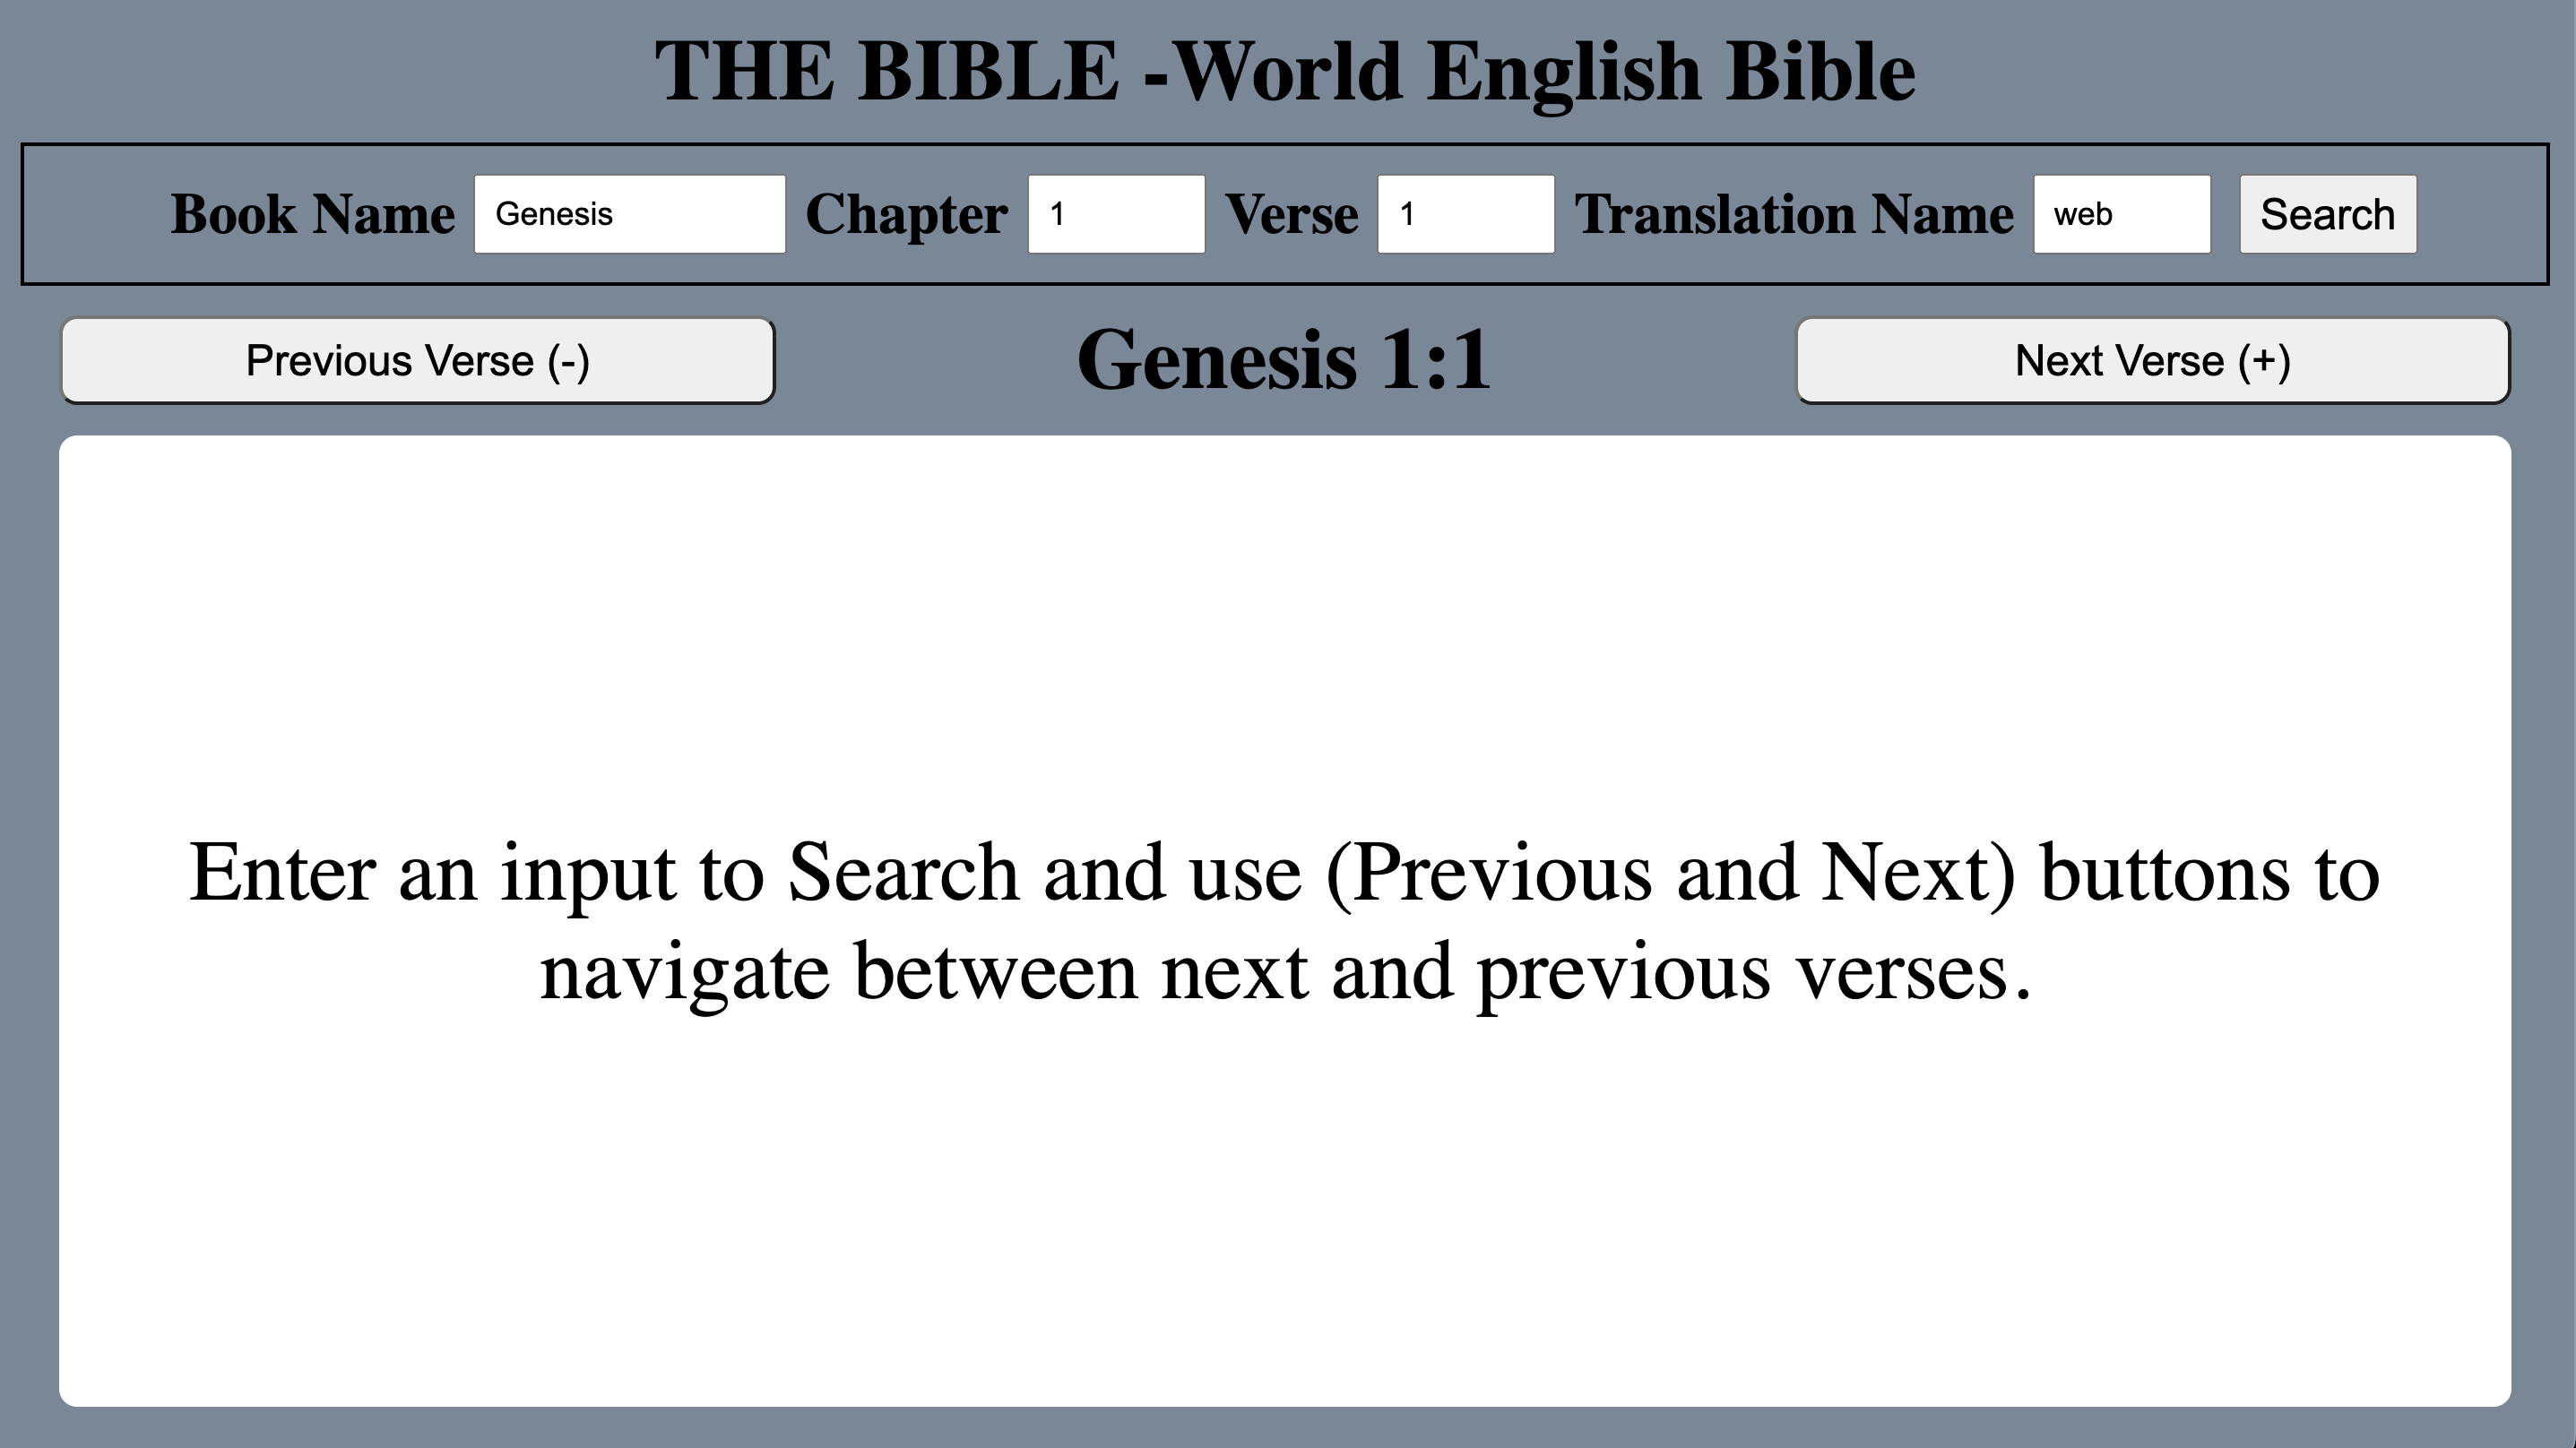 THE BIBLE -World English Bible
Book Name Genesis Chapter 1 Verse 1 Translation Name web Search
Previous Verse (-) Genesis 1:1 Next Verse (+)
Enter an input to Search and use (Previous and Next) buttons to
navigate between next and previous verses.